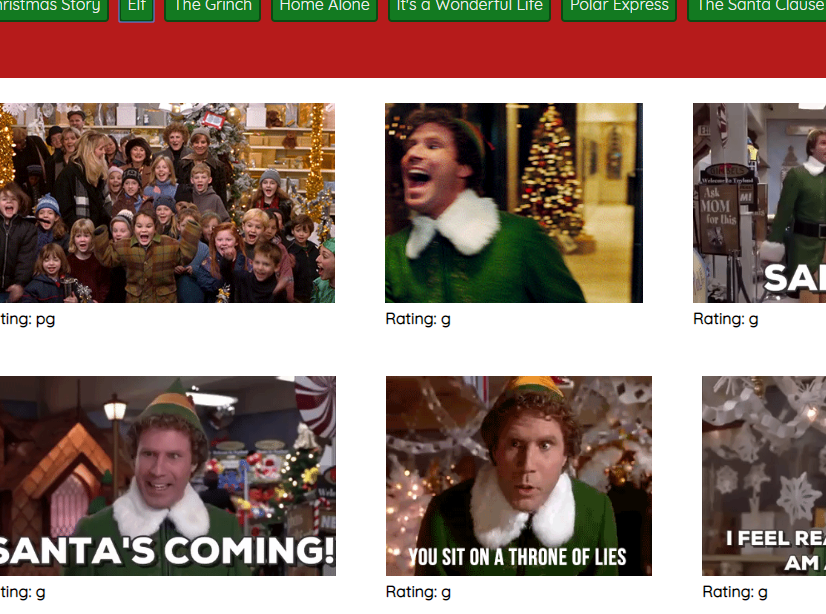 hristmas Story
Elf
The Grinch
Home Alone
It's a Wonderful Life
Polar Express
The Santa Clause
Welcome to Toyland
Ask
MOM
for this
SA
ting: pg
Rating: g
Rating: g
SANTA'S COMING!
YOU SIT ON A THRONE OF LIES
I FEEL RE
AM
ting: g
Rating: g
Rating: g